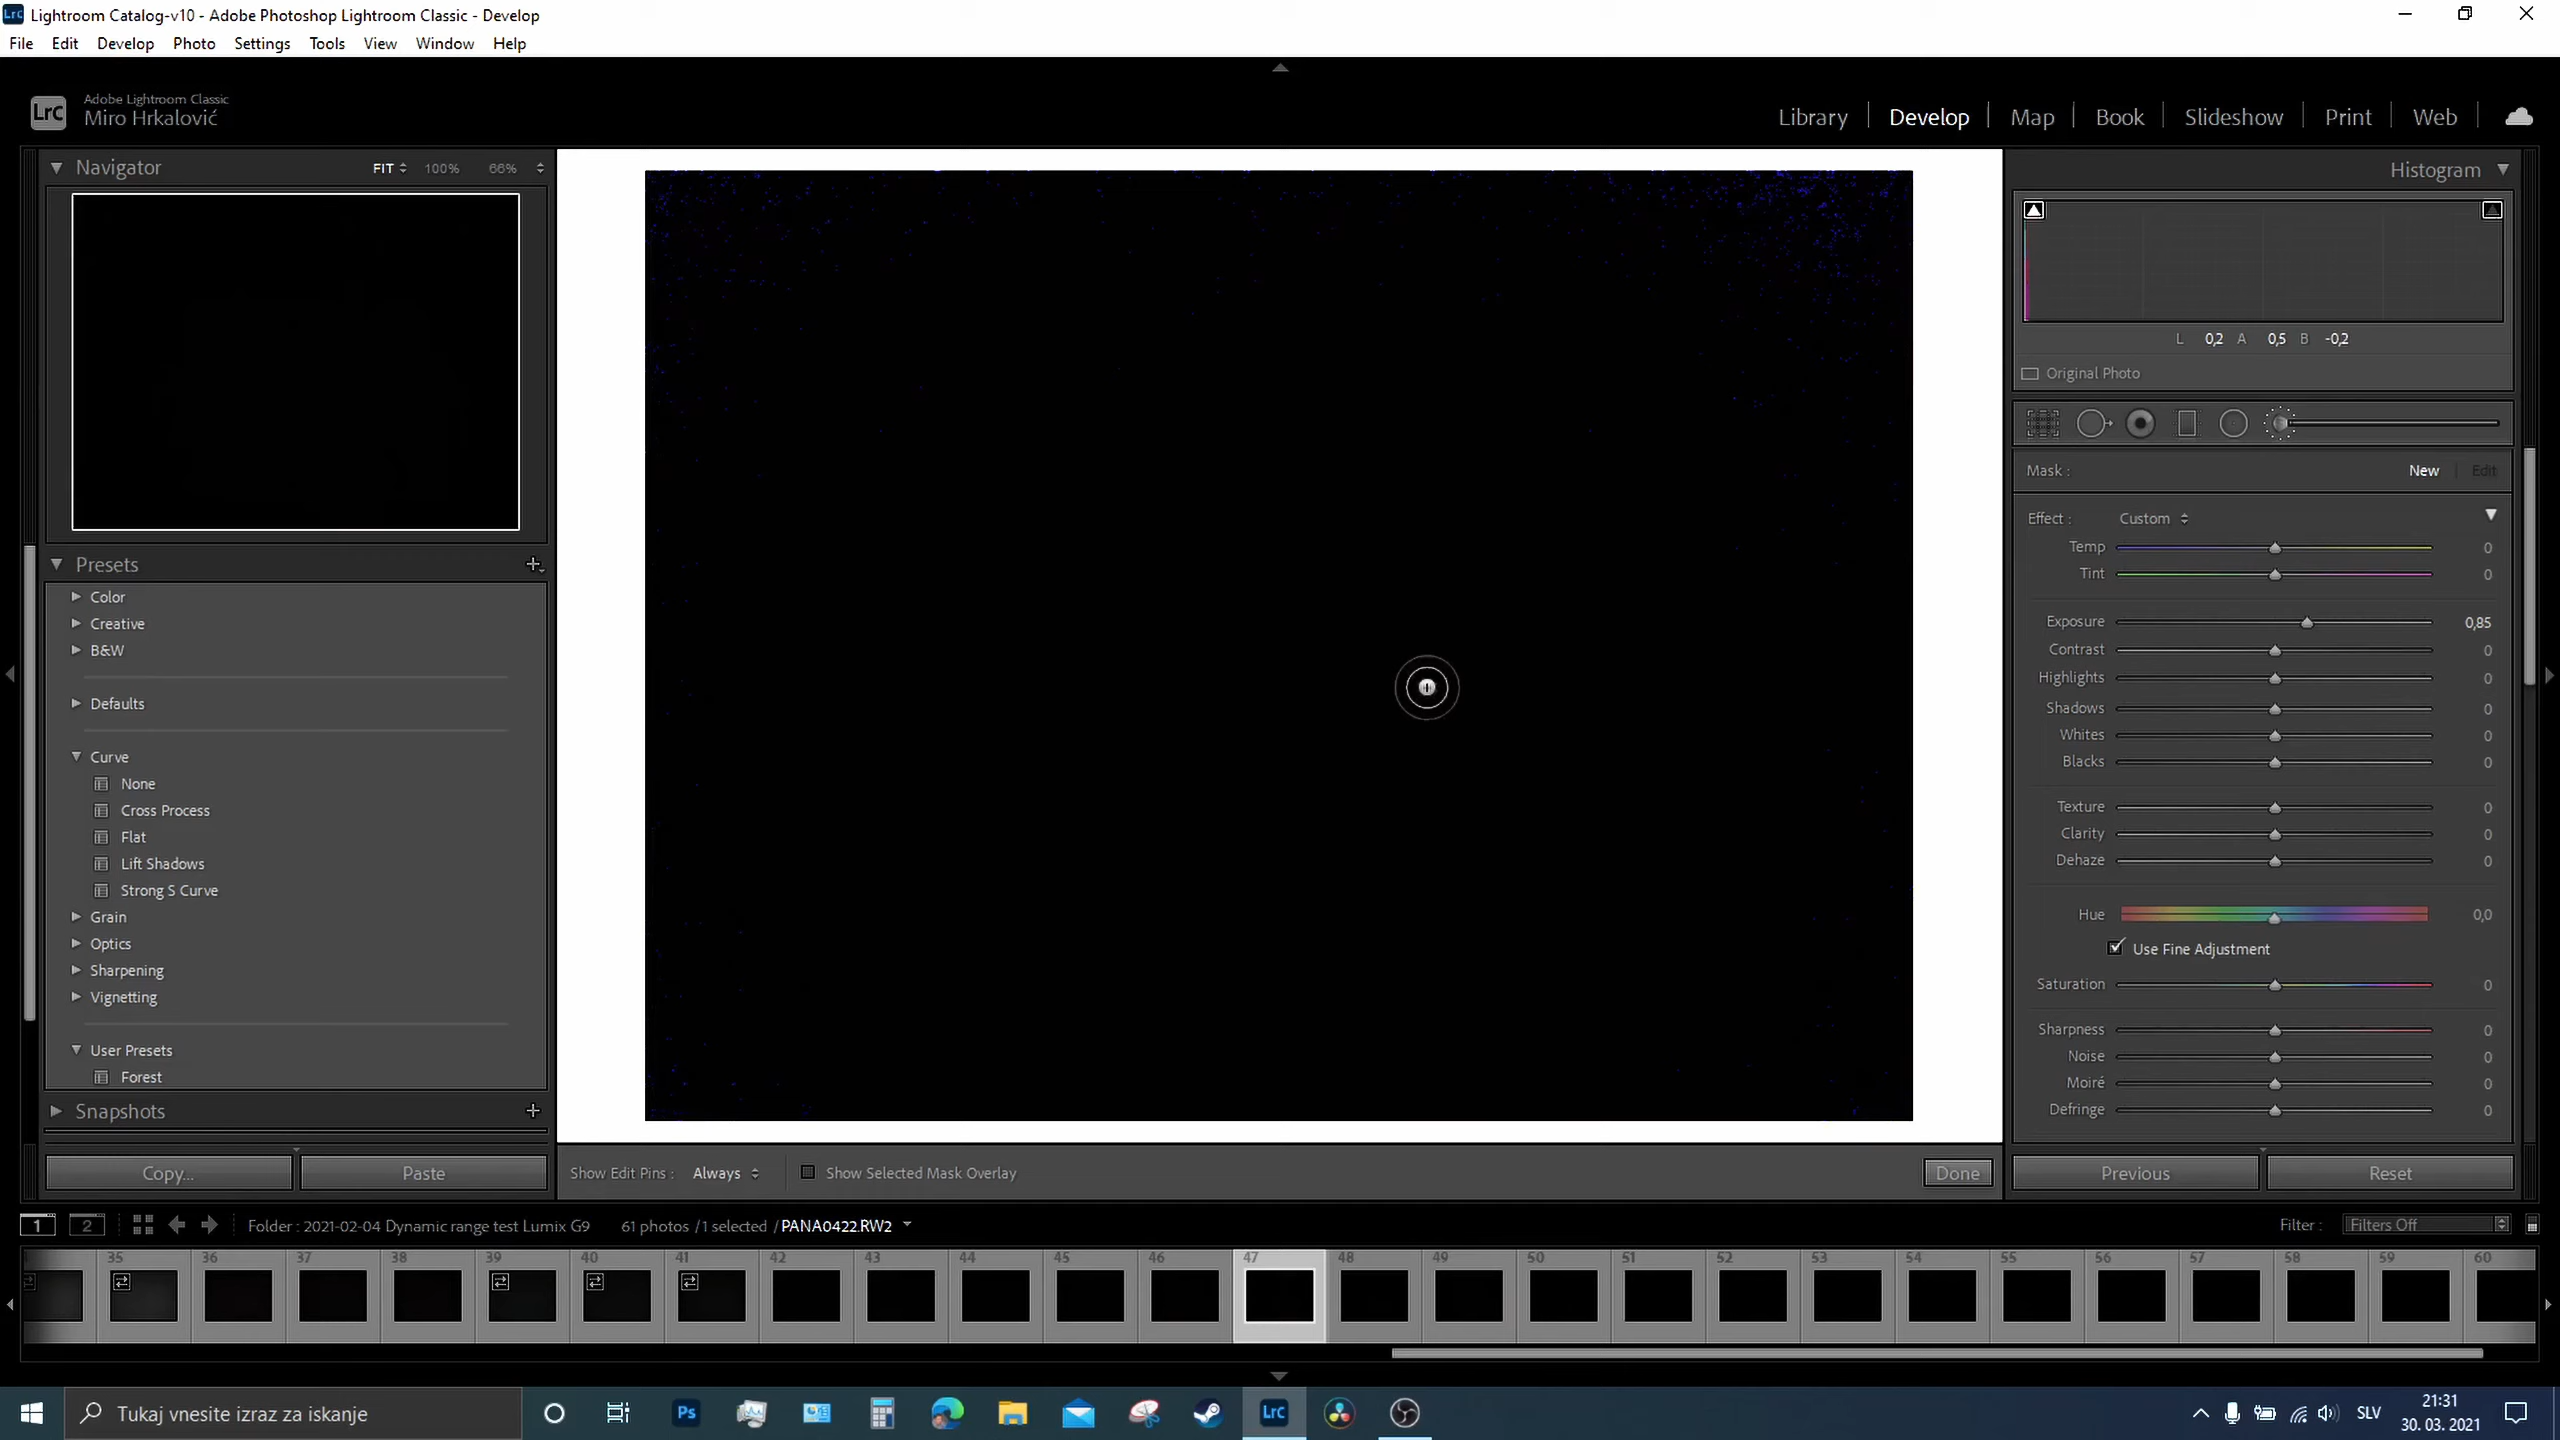 Lightroom Catalog-v10 - Adobe Photoshop Lightroom Classic - Develop
File Edit Develop Photo Settings Tools View Window Help
LrC
Adobe Lightroom Classic
Miro Hrkalović
Library Develop Map Book Slideshow Print Web
Navigator FIT 100% 66%
Histogram
L 0,2 A 0,5 B -0,2
Original Photo
Mask : New Edit
Effect : Custom
Temp 0
Tint 0
Exposure 0,85
Contrast 0
Highlights 0
Shadows 0
Whites 0
Blacks 0
Texture 0
Clarity 0
Dehaze 0
Hue 0,0
Use Fine Adjustment
Saturation 0
Sharpness 0
Noise 0
Moiré 0
Defringe 0
Presets
Color
Creative
B&W
Defaults
Curve
None
Cross Process
Flat
Lift Shadows
Strong S Curve
Grain
Optics
Sharpening
Vignetting
User Presets
Forest
Snapshots
Copy... Paste
Show Edit Pins : Always Show Selected Mask Overlay Done
Previous Reset
1 2 Folder : 2021-02-04 Dynamic range test Lumix G9 61 photos / 1 selected / PANA0422.RW2 Filter : Filters Off
35 36 37 38 39 40 41 42 43 44 45 46 47 48 49 50 51 52 53 54 55 56 57 58 59 60
Tukaj vnesite izraz za iskanje
Ps
LrC
SLV
21:31
30. 03. 2021